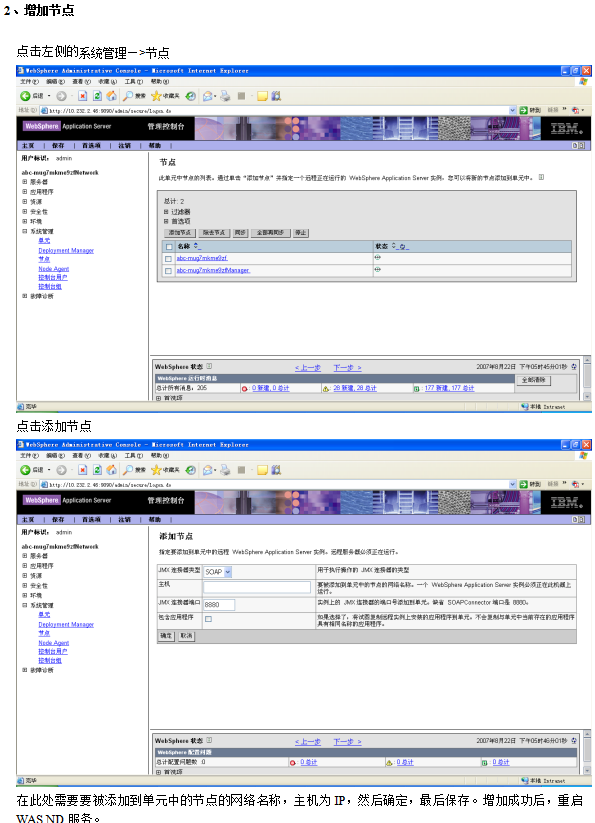 2、增加节点
点击左侧的系统管理—>节点
WebSphere Administrative Console - Microsoft Internet Explorer
文件(F) 编辑(E) 查看(V) 收藏(A) 工具(T) 帮助(H)
后退 搜索 收藏夹
地址(D) http://10.232.2.46:9090/admin/secure/logon.do 转到 链接 »
WebSphere Application Server 管理控制台 IBM
主页 | 保存 | 首选项 | 注销 | 帮助 |
用户标识: admin
abc-mug7mkme9zfNetwork
服务器
应用程序
资源
安全性
环境
系统管理
单元
Deployment Manager
节点
Node Agent
控制台用户
控制台组
故障诊断
节点
此单元中节点的列表。通过单击“添加节点”并指定一个远程正在运行的 WebSphere Application Server 实例，您可以将新的节点添加到单元中。
总计: 2
过滤器
首选项
添加节点 除去节点 同步 全部再同步 停止
名称 状态
abc-mug7mkme9zf
abc-mug7mkme9zfManager
WebSphere 状态 < 上一步 下一步 > 2007年8月22日 下午05时45分01秒
WebSphere 运行时消息
总计所有消息: 205 : 0 新建, 0 总计 : 28 新建, 28 总计 : 177 新建, 177 总计 全部清除
首选项
完毕 本地 Intranet
点击添加节点
WebSphere Administrative Console - Microsoft Internet Explorer
文件(F) 编辑(E) 查看(V) 收藏(A) 工具(T) 帮助(H)
后退 搜索 收藏夹
地址(D) http://10.232.2.46:9090/admin/secure/logon.do 转到 链接 »
WebSphere Application Server 管理控制台 IBM
主页 | 保存 | 首选项 | 注销 | 帮助 |
用户标识: admin
abc-mug7mkme9zfNetwork
服务器
应用程序
资源
安全性
环境
系统管理
单元
Deployment Manager
节点
Node Agent
控制台用户
控制台组
故障诊断
添加节点
指定要添加到单元中的远程 WebSphere Application Server 实例。远程服务器必须正在运行。
JMX 连接器类型 SOAP 用于执行操作的 JMX 连接器的类型
主机 要被添加到单元中的节点的网络名称。一个 WebSphere Application Server 实例必须正在此机器上运行。
JMX 连接器端口 8880 实例上的 JMX 连接器的端口号添加到单元。缺省 SOAPConnector 端口是 8880。
包含应用程序 如果选择了，将试图复制远程实例上安装的应用程序到单元。不会复制与单元中当前存在的应用程序具有相同名称的应用程序。
确定 取消
WebSphere 状态 < 上一步 下一步 > 2007年8月22日 下午05时46分01秒
WebSphere 配置问题
总计配置问题数 :0 : 0 总计 : 0 总计 : 0 总计
首选项
完毕 本地 Intranet
在此处需要要被添加到单元中的节点的网络名称，主机为 IP，然后确定，最后保存。增加成功后，重启
WAS ND 服务。